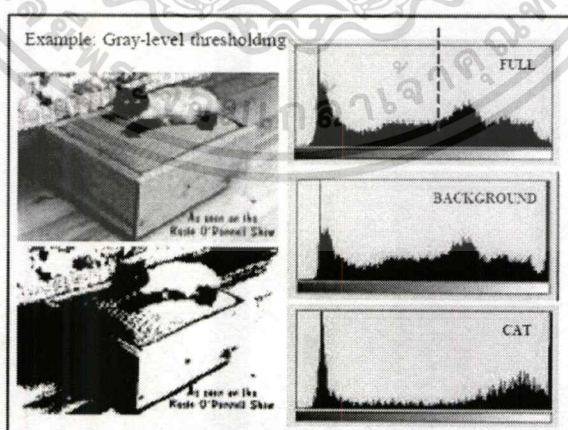 Example: Gray-level thresholding
FULL
BACKGROUND
CAT
As seen on the
Rosie O'Donnell Show
As seen on the
Rosie O'Donnell Show